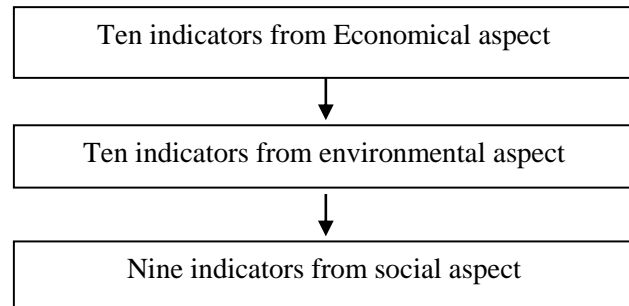 Ten indicators from Economical aspect
Ten indicators from environmental aspect
Nine indicators from social aspect